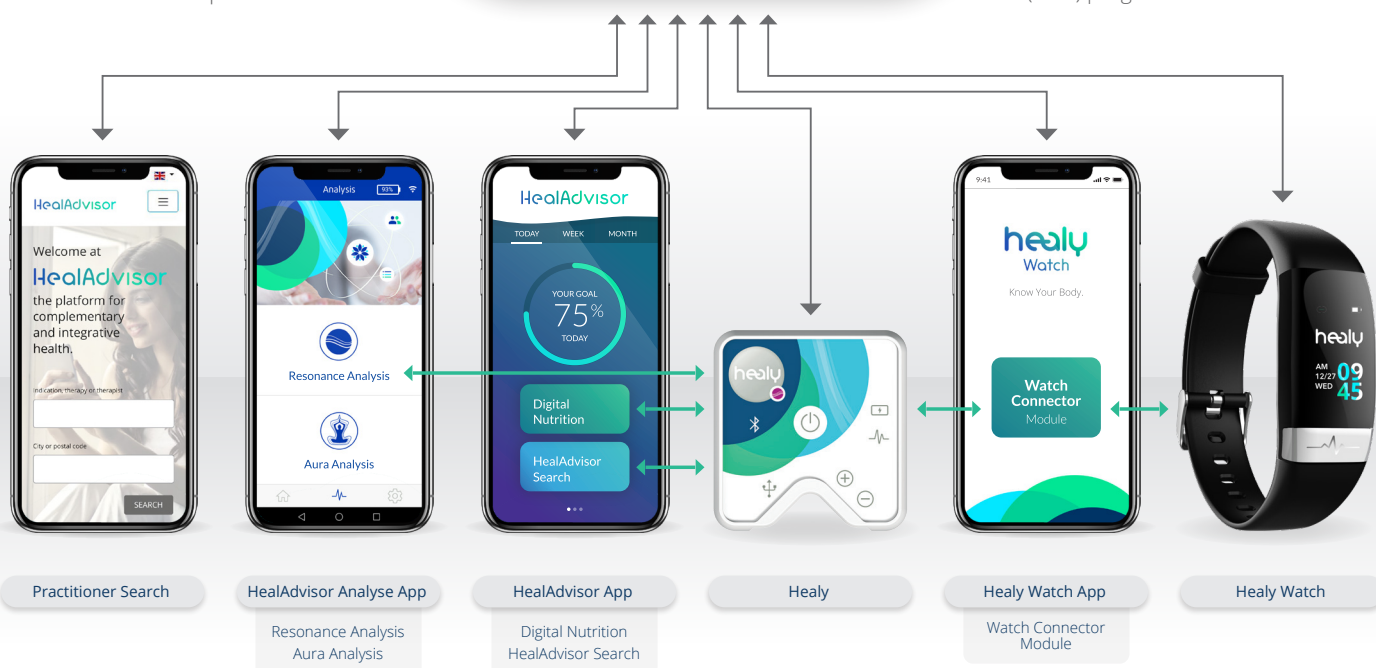 Practitioner Search
HealAdvisor
Welcome at
HealAdvisor
the platform for
complementary
and integrative
health.
Indication, therapy or therapist
City or postal code
SEARCH
Analysis
93%
Resonance Analysis
Aura Analysis
HealAdvisor Analyse App
Resonance Analysis
Aura Analysis
HealAdvisor
TODAY
WEEK
MONTH
YOUR GOAL
75%
TODAY
Digital
Nutrition
HealAdvisor
Search
HealAdvisor App
Digital Nutrition
HealAdvisor Search
healy
Healy
9:41
healy
Watch
Know Your Body.
Watch
Connector
Module
Healy Watch App
Watch Connector
Module
healy
AM
12/27
WED
09
45
Healy Watch